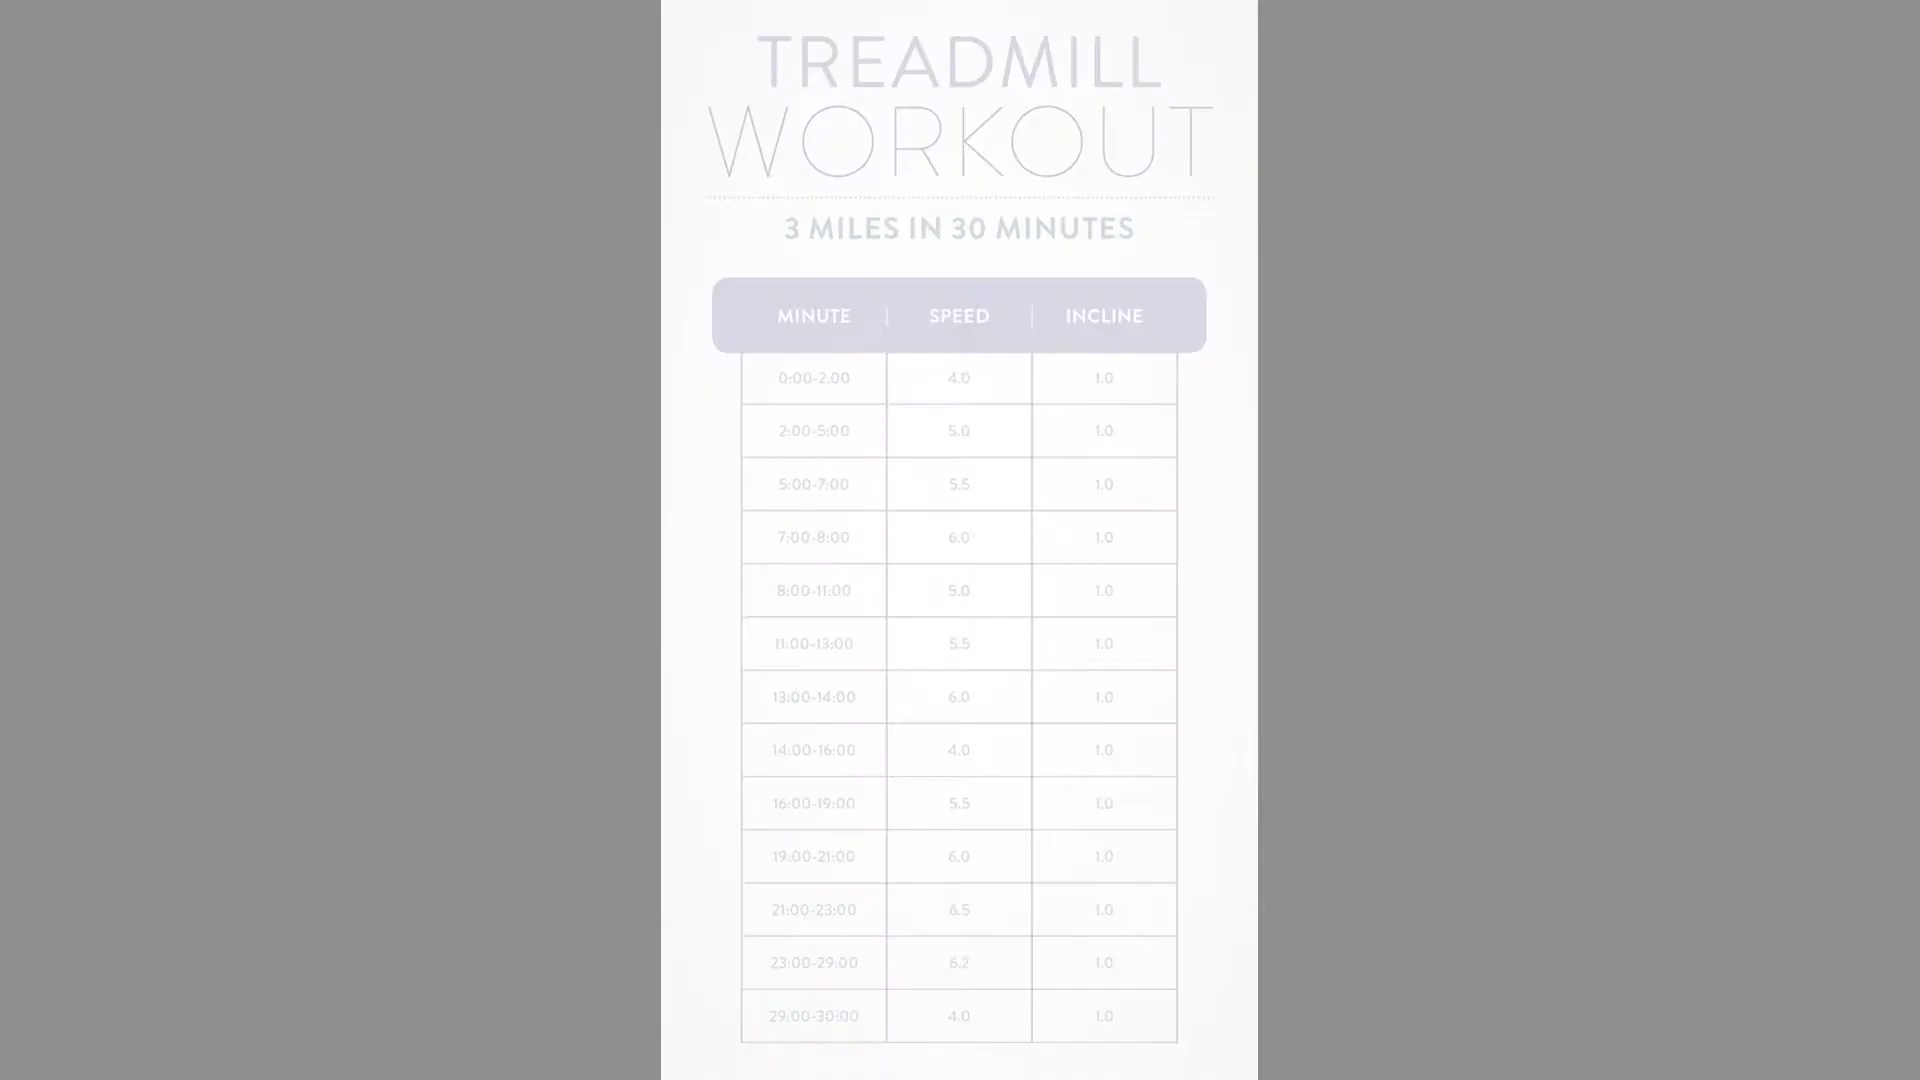 TREADMILL
WORKOUT
3 MILES IN 30 MINUTES
MINUTE SPEED INCLINE
0:00-2.00 4.0 1.0
2:00-5:00 5.0 1.0
5:00-7:00 5.5 1.0
7:00-8:00 6.0 1.0
8:00-11:00 5.0 1.0
11:00-13:00 5.5 1.0
13:00-14:00 6.0 1.0
14:00-16:00 4.0 1.0
16:00-19:00 5.5 1.0
19:00-21:00 6.0 1.0
21:00-23:00 6.5 1.0
23:00-29:00 6.2 1.0
29:00-30:00 4.0 1.0